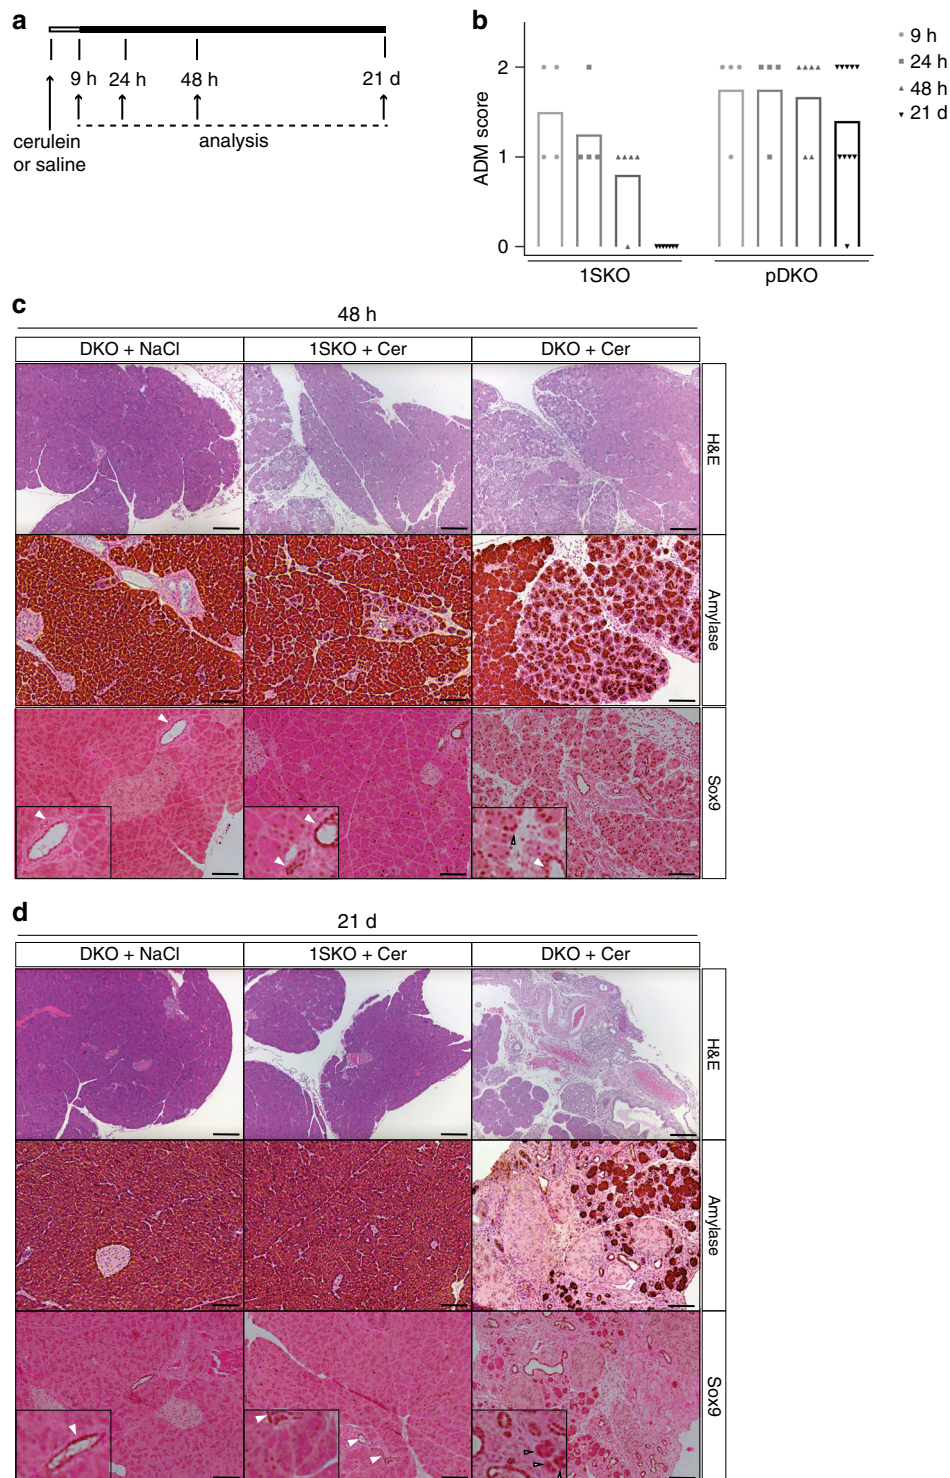 a
9 h 24 h 48 h 21 d
cerulein
or saline
analysis
b
ADM score
2
1
0
1SKO pDKO
9 h
24 h
48 h
21 d
c
48 h
DKO + NaCl 1SKO + Cer DKO + Cer
H&E
Amylase
Sox9
d
21 d
DKO + NaCl 1SKO + Cer DKO + Cer
H&E
Amylase
Sox9